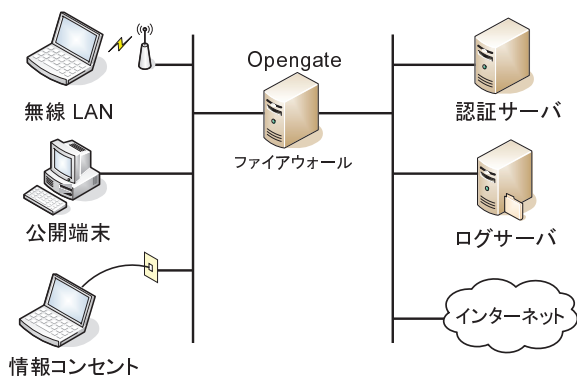 無線 LAN
公開端末
情報コンセント
Opengate
ファイアウォール
認証サーバ
ログサーバ
インターネット